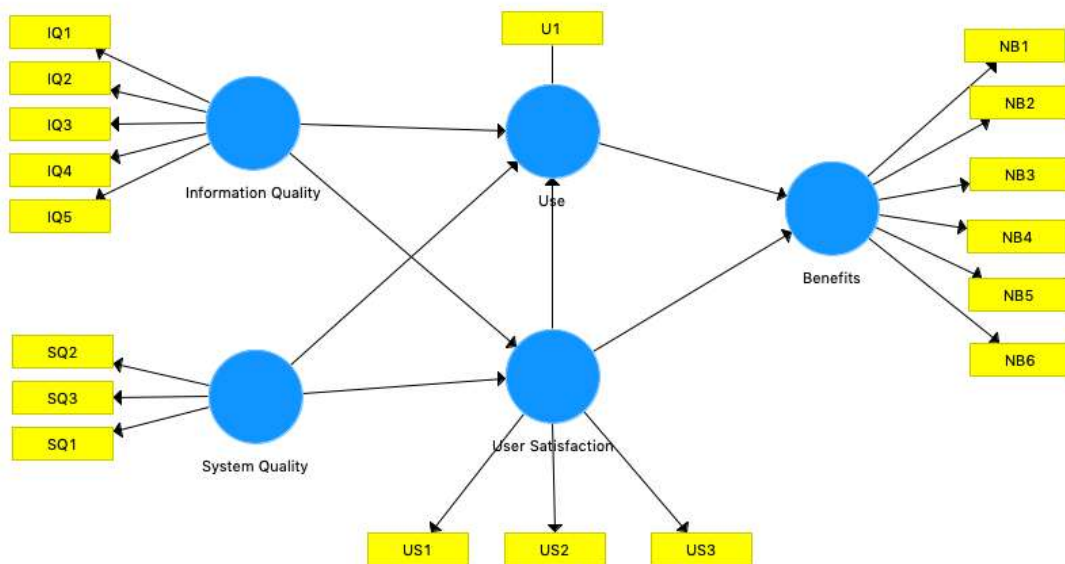 IQ1
IQ2
IQ3
IQ4
IQ5
Information Quality
SQ2
SQ3
SQ1
System Quality
U1
Use
User Satisfaction
US1
US2
US3
Benefits
NB1
NB2
NB3
NB4
NB5
NB6